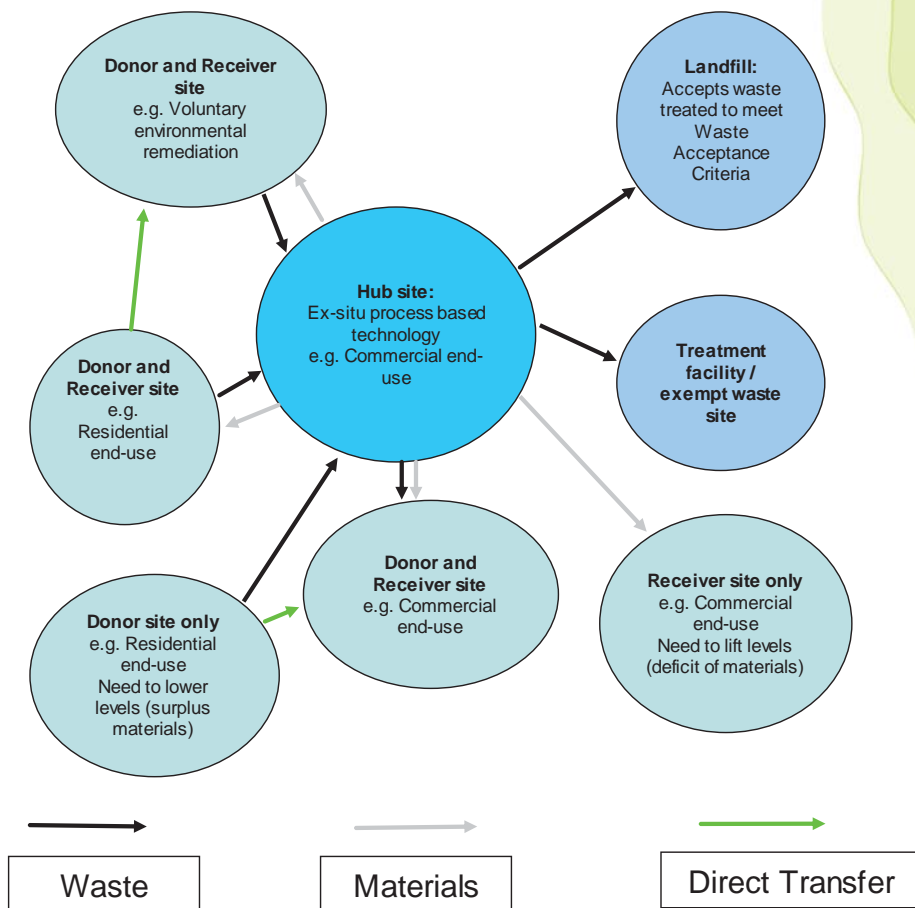 Donor and Receiver
site
e.g. Voluntary
environmental
remediation
Landfill:
Accepts waste
treated to meet
Waste
Acceptance
Criteria
Hub site:
Ex-situ process based
technology
e.g. Commercial end-
use
Donor and
Receiver site
e.g.
Residential
end-use
Treatment
facility /
exempt waste
site
Donor site only
e.g. Residential
end-use
Need to lower
levels (surplus
materials)
Donor and
Receiver site
e.g. Commercial
end-use
Receiver site only
e.g. Commercial
end-use
Need to lift levels
(deficit of materials)
Waste
Materials
Direct Transfer